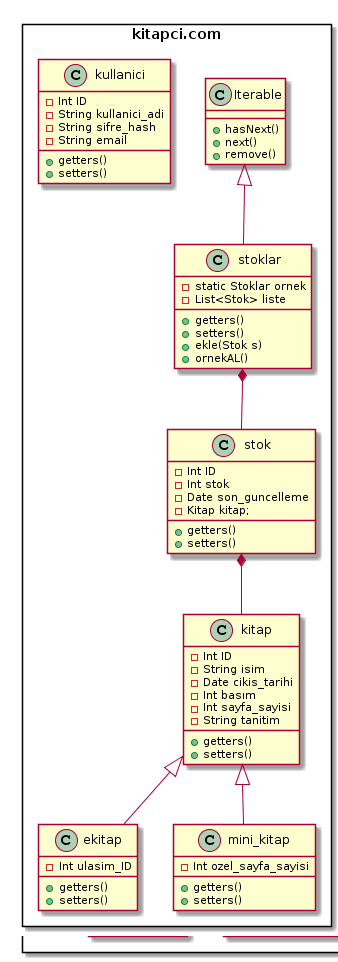 kitapci.com
C kullanici
Int ID
String kullanici_adi
String sifre_hash
String email
getters()
setters()
C Iterable
hasNext()
next()
remove()
C stoklar
static Stoklar ornek
List<Stok> liste
getters()
setters()
ekle(Stok s)
ornekAL()
C stok
Int ID
Int stok
Date son_guncelleme
Kitap kitap;
getters()
setters()
C kitap
Int ID
String isim
Date cikis_tarihi
Int basım
Int sayfa_sayisi
String tanitim
getters()
setters()
C ekitap
Int ulasim_ID
getters()
setters()
C mini_kitap
Int ozel_sayfa_sayisi
getters()
setters()